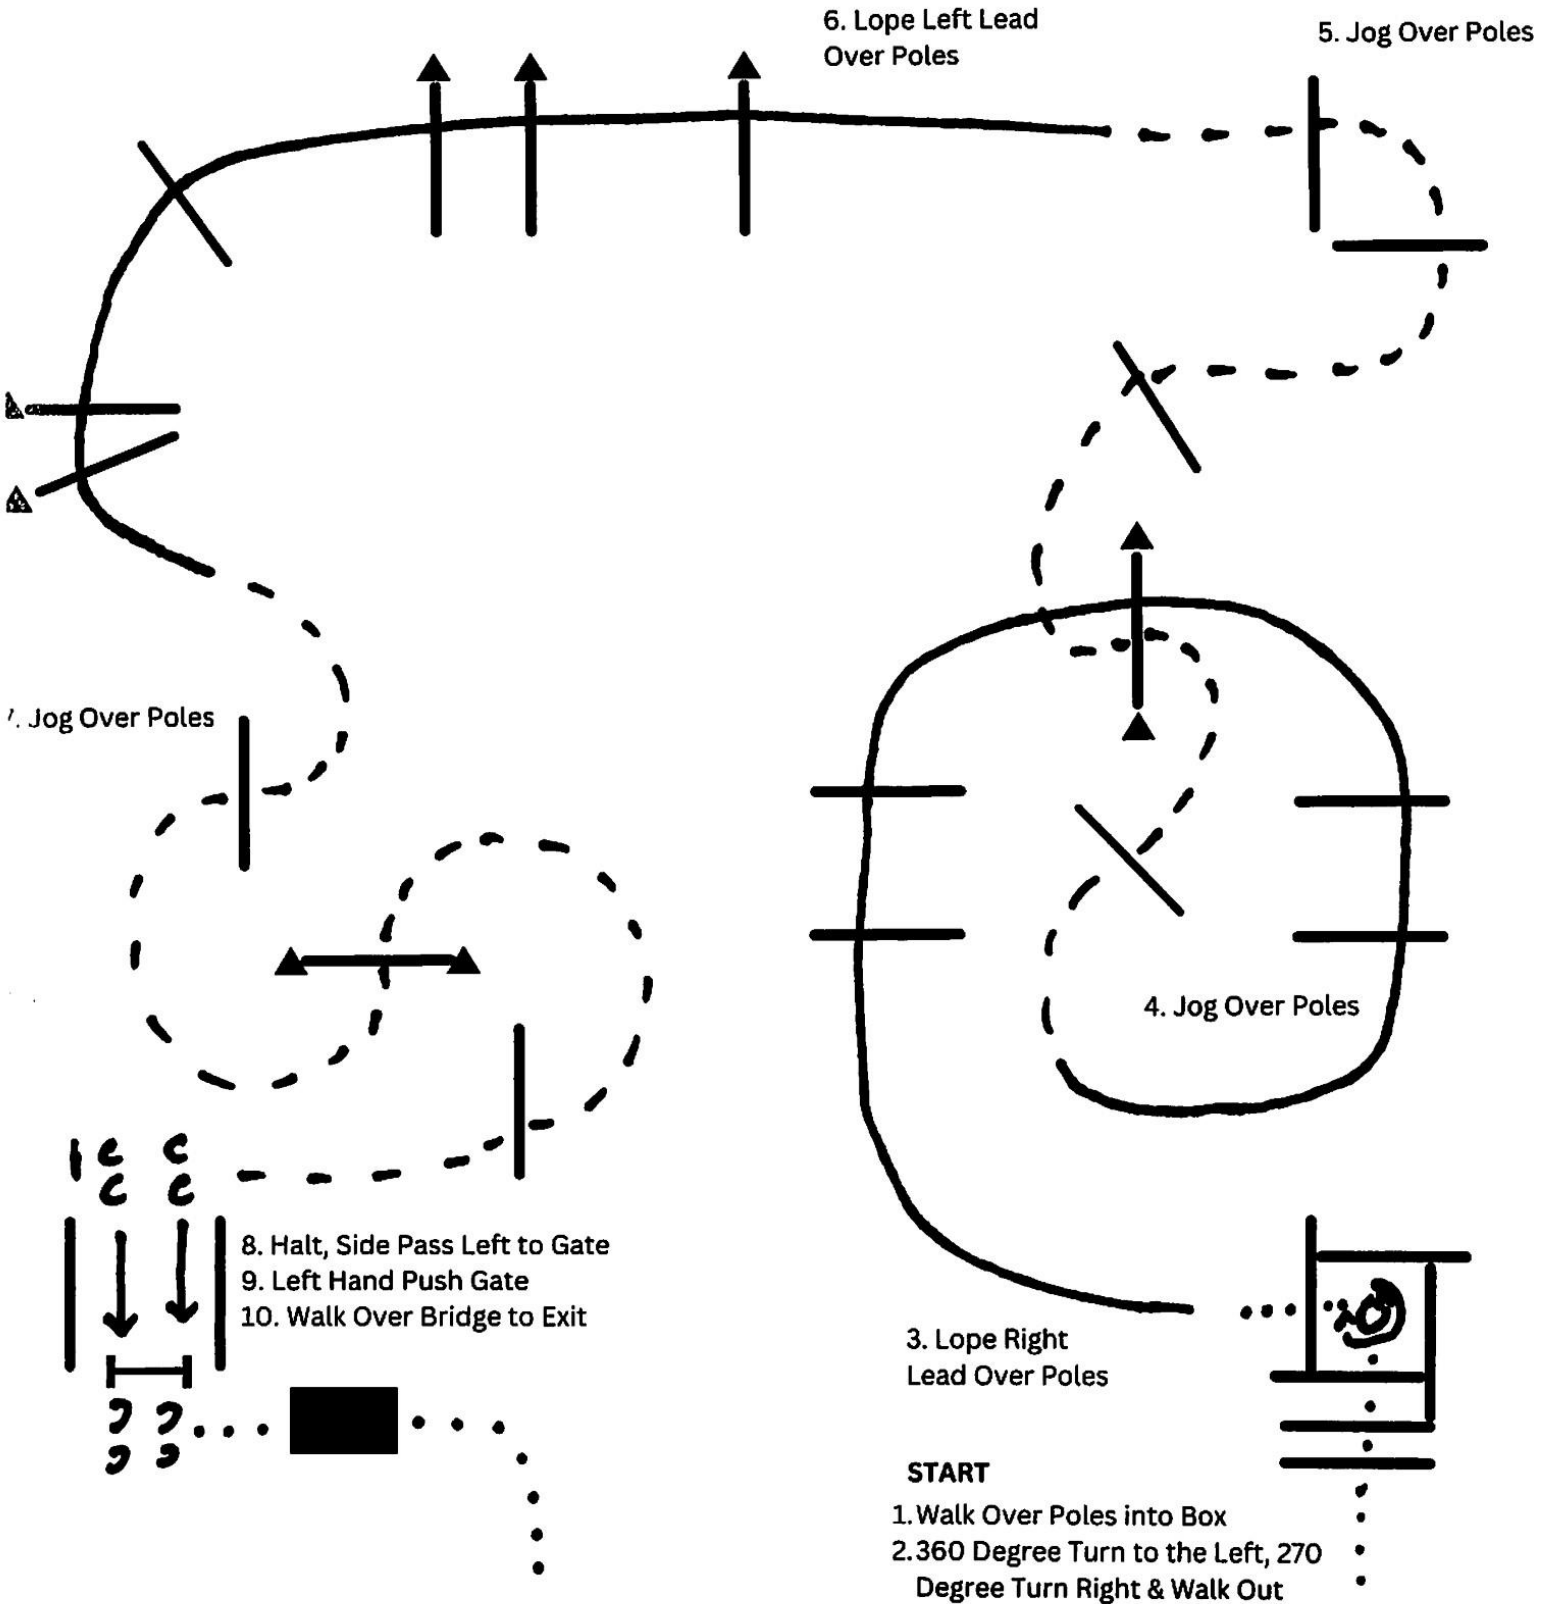 6. Lope Left Lead
Over Poles
5. Jog Over Poles
. Jog Over Poles
4. Jog Over Poles
8. Halt, Side Pass Left to Gate
9. Left Hand Push Gate
10. Walk Over Bridge to Exit
3. Lope Right
Lead Over Poles
START
1. Walk Over Poles into Box
2. 360 Degree Turn to the Left, 270
Degree Turn Right & Walk Out